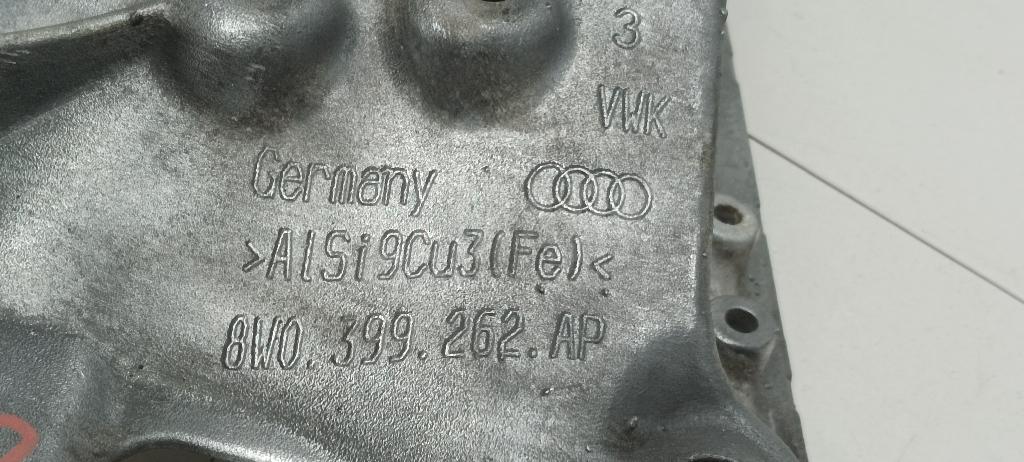 3
VWK
Germany
>AlSi9Cu3(Fe)<
8W0.399.262.AP